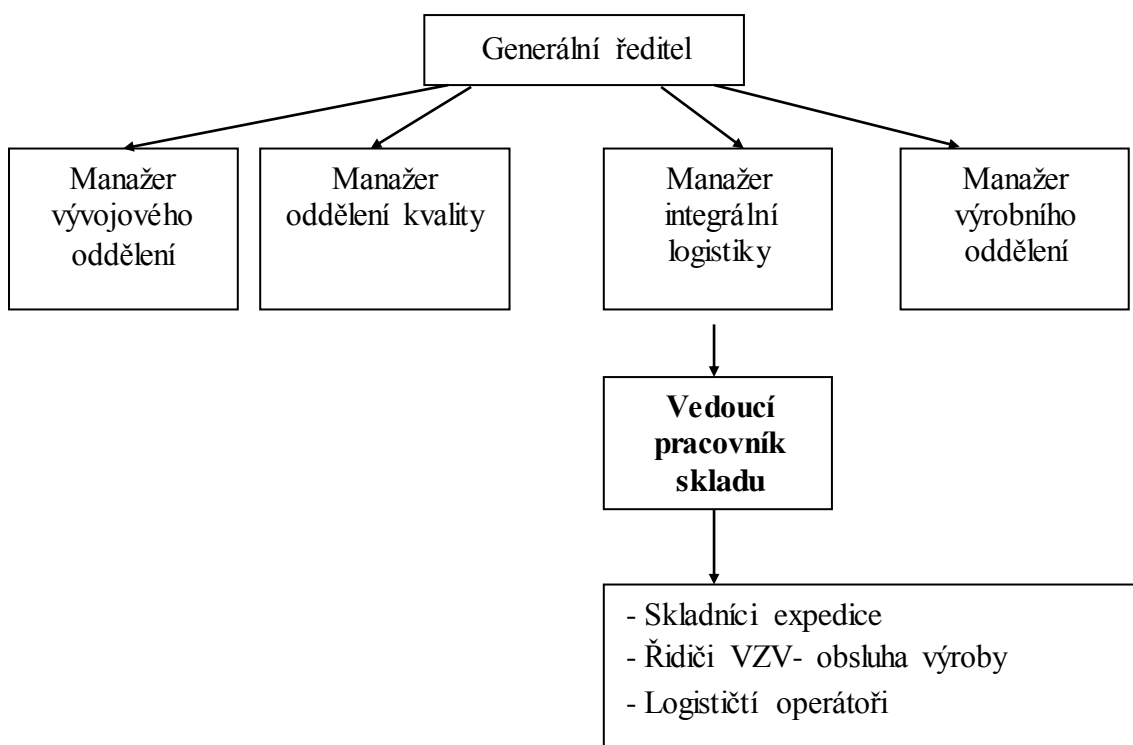 Generální ředitel
Manažer
vývojového
oddělení
Manažer
oddělení kvality
Manažer
integrální
logistiky
Manažer
výrobního
oddělení
Vedoucí
pracovník
skladu
- Skladníci expedice
- Řidiči VZV- obsluha výroby
- Logističtí operátoři